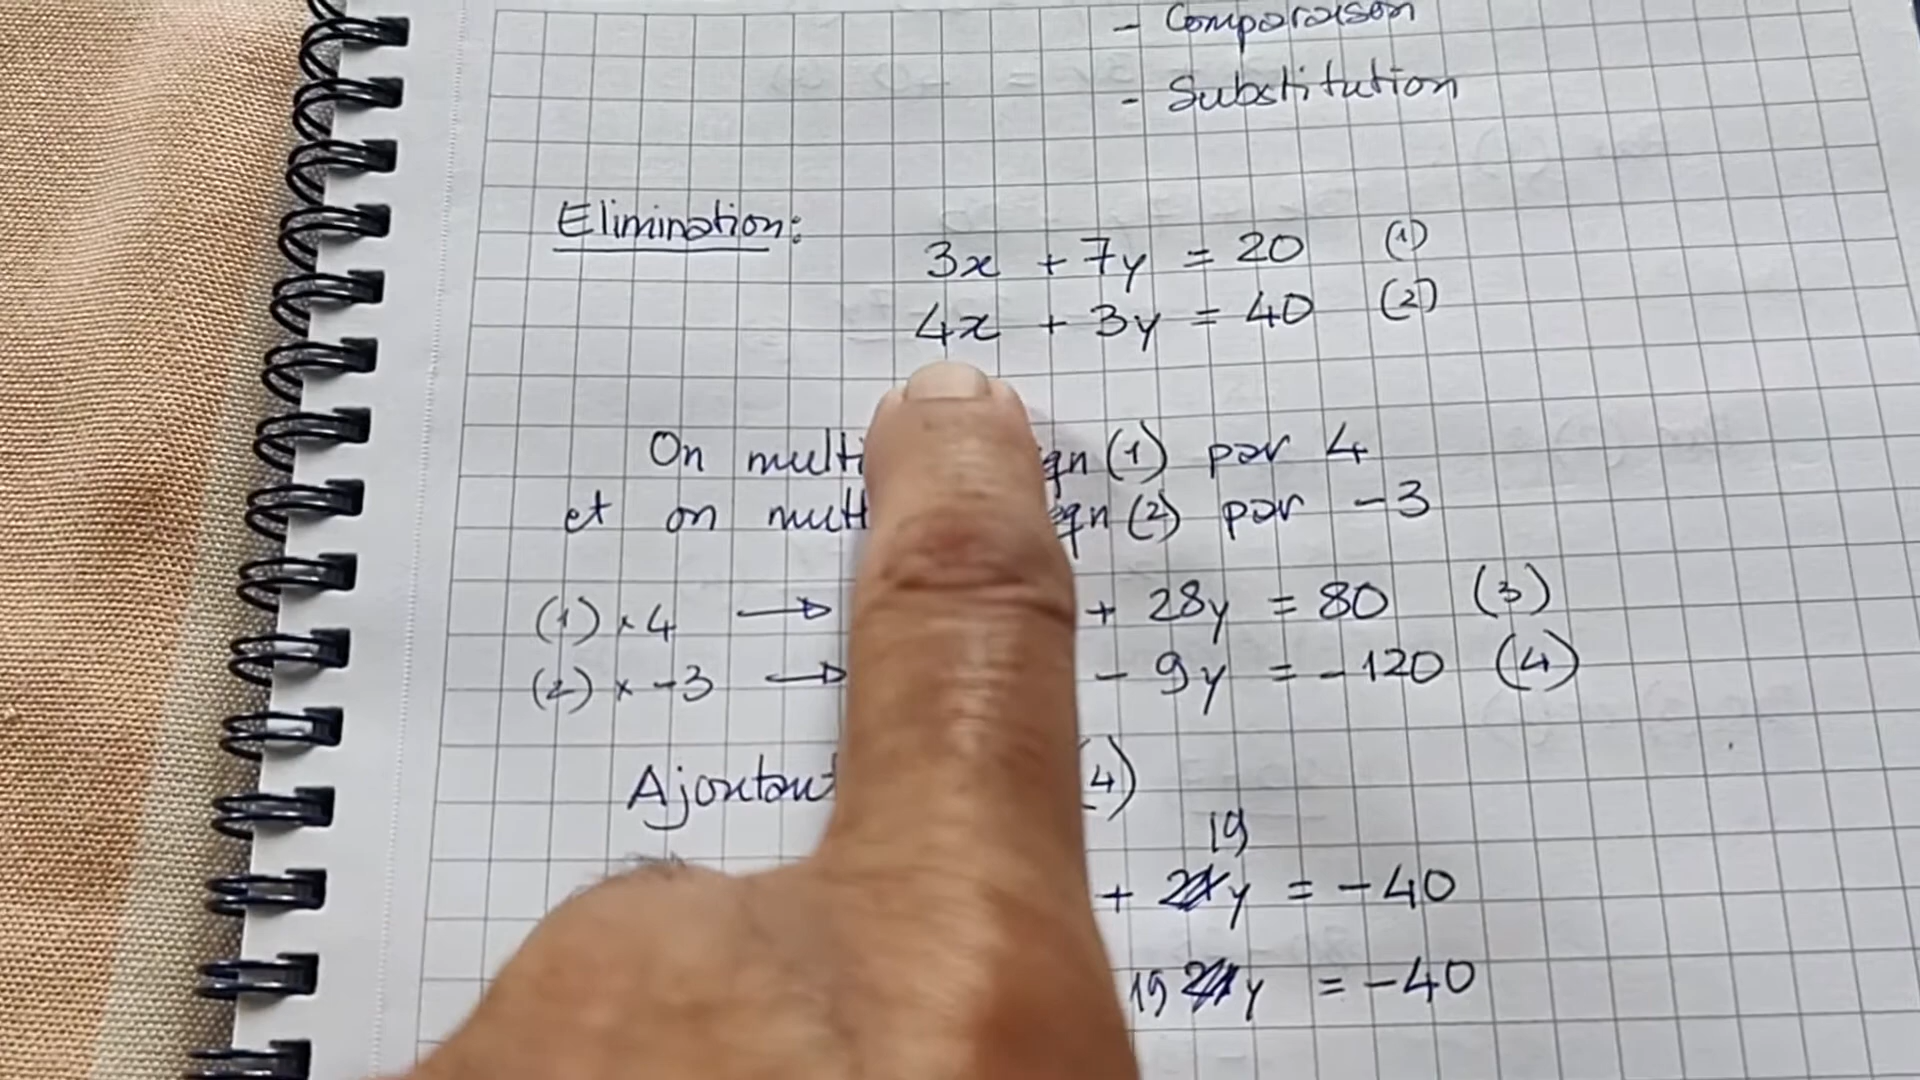 - Comparaison
- Substitution
Elimination:
3x + 7y = 20 (1)
4x + 3y = 40 (2)
On multi eqn (1) par 4
et on mult eqn (2) par -3
(1) × 4 → + 28y = 80 (3)
(2) × -3 → - 9y = -120 (4)
Ajoutant (4)
19
+ y = -40
19 y = -40